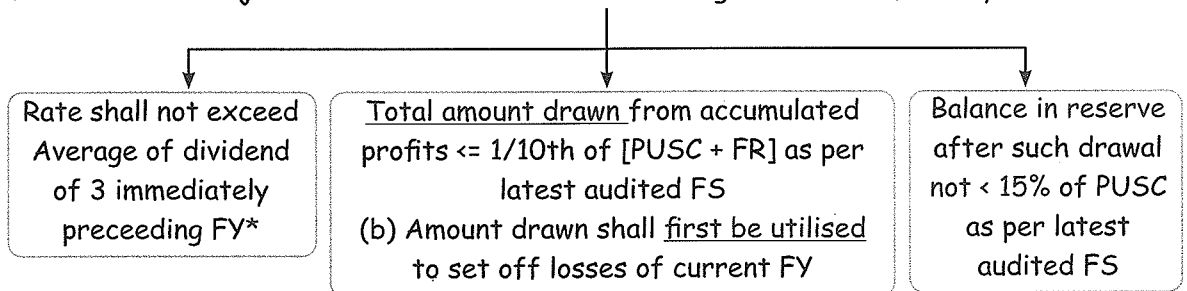 Rate shall not exceed
Average of dividend
of 3 immediately
preceeding FY*
Total amount drawn from accumulated
profits <= 1/10th of [PUSC + FR] as per
latest audited FS
(b) Amount drawn shall first be utilised
to set off losses of current FY
Balance in reserve
after such drawal
not < 15% of PUSC
as per latest
audited FS